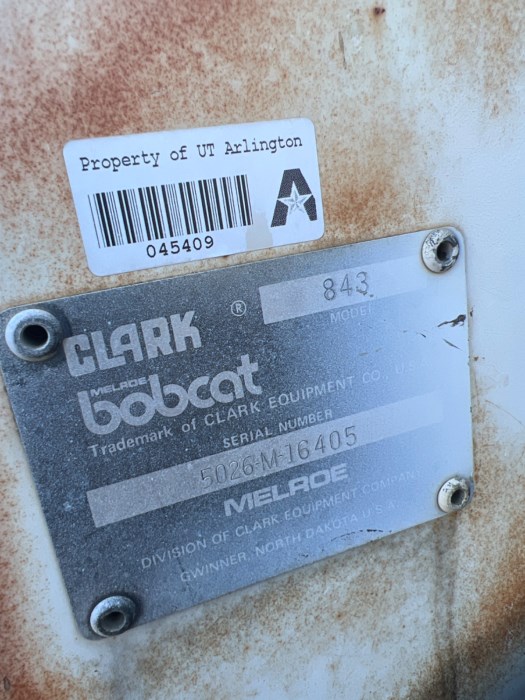 Property of UT Arlington
045409
A
CLARK ® 843
MODEL
MELROE
bobcat
Trademark of CLARK EQUIPMENT CO., U.S.
SERIAL NUMBER
5026-M-16405
MELROE
DIVISION OF CLARK EQUIPMENT COMPANY
GWINNER, NORTH DAKOTA U.S.A.